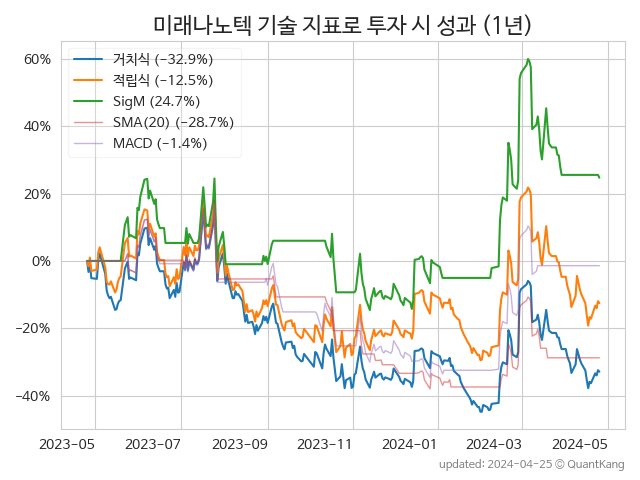 미래나노텍 기술 지표로 투자 시 성과 (1년)
거치식 (−32.9%)
적립식 (−12.5%)
SigM (24.7%)
SMA(20) (−28.7%)
MACD (−1.4%)
60%
40%
20%
0%
−20%
−40%
2023-05 2023-07 2023-09 2023-11 2024-01 2024-03 2024-05
updated: 2024-04-25 © QuantKang